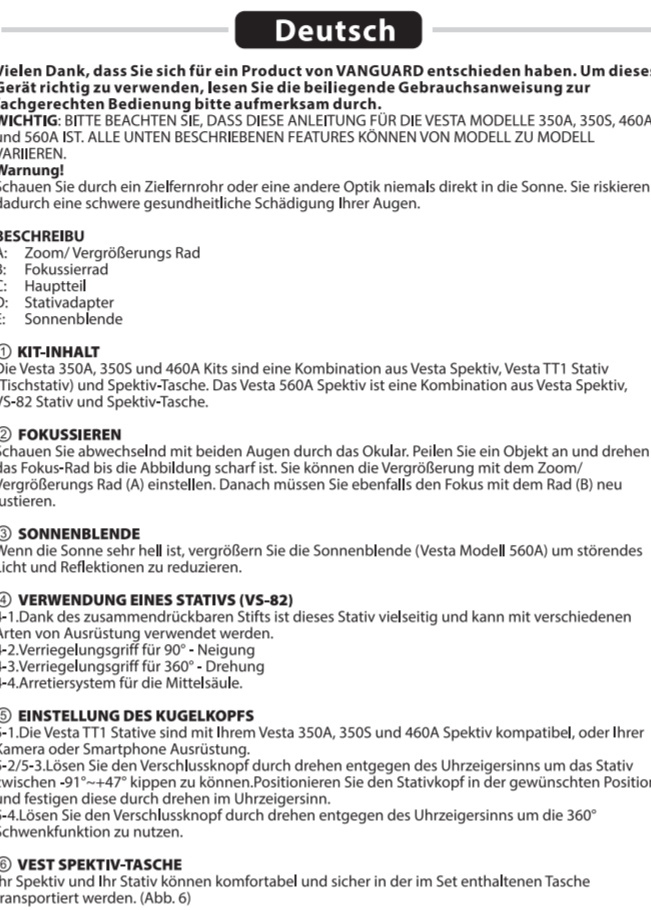 Deutsch
Vielen Dank, dass Sie sich für ein Product von VANGUARD entschieden haben. Um dieses
Gerät richtig zu verwenden, lesen Sie die beiliegende Gebrauchsanweisung zur
fachgerechten Bedienung bitte aufmerksam durch.
WICHTIG: BITTE BEACHTEN SIE, DASS DIESE ANLEITUNG FÜR DIE VESTA MODELLE 350A, 350S, 460A
und 560A IST. ALLE UNTEN BESCHRIEBENEN FEATURES KÖNNEN VON MODELL ZU MODELL
VARIIEREN.
Warnung!
Schauen Sie durch ein Zielfernrohr oder eine andere Optik niemals direkt in die Sonne. Sie riskieren
dadurch eine schwere gesundheitliche Schädigung Ihrer Augen.
BESCHREIBU
A: Zoom/ Vergrößerungs Rad
B: Fokussierrad
C: Hauptteil
D: Stativadapter
E: Sonnenblende
① KIT-INHALT
Die Vesta 350A, 350S und 460A Kits sind eine Kombination aus Vesta Spektiv, Vesta TT1 Stativ
(Tischstativ) und Spektiv-Tasche. Das Vesta 560A Spektiv ist eine Kombination aus Vesta Spektiv,
VS-82 Stativ und Spektiv-Tasche.
② FOKUSSIEREN
Schauen Sie abwechselnd mit beiden Augen durch das Okular. Peilen Sie ein Objekt an und drehen
das Fokus-Rad bis die Abbildung scharf ist. Sie können die Vergrößerung mit dem Zoom/
Vergrößerungs Rad (A) einstellen. Danach müssen Sie ebenfalls den Fokus mit dem Rad (B) neu
justieren.
③ SONNENBLENDE
Wenn die Sonne sehr hell ist, vergrößern Sie die Sonnenblende (Vesta Modell 560A) um störendes
Licht und Reflektionen zu reduzieren.
④ VERWENDUNG EINES STATIVS (VS-82)
4-1.Dank des zusammendrückbaren Stifts ist dieses Stativ vielseitig und kann mit verschiedenen
Arten von Ausrüstung verwendet werden.
4-2.Verriegelungsgriff für 90° - Neigung
4-3.Verriegelungsgriff für 360° - Drehung
4-4.Arretiersystem für die Mittelsäule.
⑤ EINSTELLUNG DES KUGELKOPFS
5-1.Die Vesta TT1 Stative sind mit Ihrem Vesta 350A, 350S und 460A Spektiv kompatibel, oder Ihrer
Kamera oder Smartphone Ausrüstung.
5-2/5-3.Lösen Sie den Verschlussknopf durch drehen entgegen des Uhrzeigersinns um das Stativ
zwischen -91°~+47° kippen zu können.Positionieren Sie den Stativkopf in der gewünschten Position
und festigen diese durch drehen im Uhrzeigersinn.
5-4.Lösen Sie den Verschlussknopf durch drehen entgegen des Uhrzeigersinns um die 360°
Schwenkfunktion zu nutzen.
⑥ VEST SPEKTIV-TASCHE
Ihr Spektiv und Ihr Stativ können komfortabel und sicher in der im Set enthaltenen Tasche
transportiert werden. (Abb. 6)